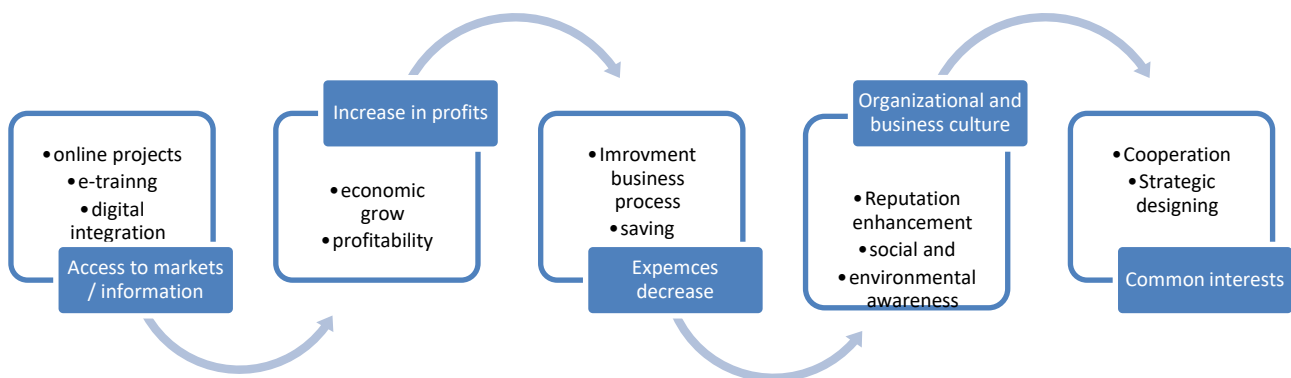 •online projects
•e-trainng
•digital
integration
Access to markets
/ information
Increase in profits
•economic
grow
•profitability
•Imrovment
business
process
•saving
Expemces
decrease
Organizational and
business culture
•Reputation
enhancement
•social and
•environmental
awareness
•Cooperation
•Strategic
designing
Common interests